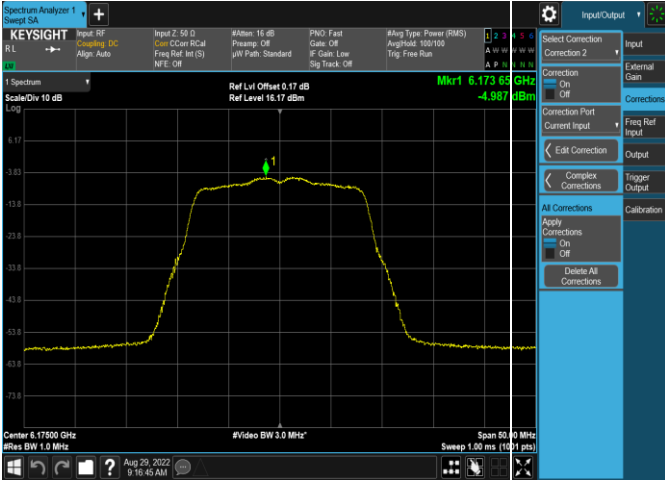 Spectrum Analyzer 1
Swept SA
Input/Output
KEYSIGHT
RL
Input: RF
Coupling: DC
Align: Auto
Input Z: 50 Ω
Corr CCorr RCal
Freq Ref: Int (S)
NFE: Off
#Atten: 16 dB
Preamp: Off
µW Path: Standard
PNO: Fast
Gate: Off
IF Gain: Low
Sig Track: Off
#Avg Type: Power (RMS)
Avg|Hold: 100/100
Trig: Free Run
1 2 3 4 5 6
A W W W W W
A P N N N N
1 Spectrum
Scale/Div 10 dB
Log
Ref Lvl Offset 0.17 dB
Ref Level 16.17 dBm
Mkr1 6.173 65 GHz
-4.987 dBm
6.17
-3.83
-13.8
-23.8
-33.8
-43.8
-53.8
-63.8
-73.8
1
Center 6.17500 GHz
#Res BW 1.0 MHz
#Video BW 3.0 MHz*
Span 50.00 MHz
Sweep 1.00 ms (1001 pts)
Aug 29, 2022
9:16:45 AM
Select Correction
Correction 2
Correction
On
Off
Correction Port
Current Input
Edit Correction
Complex
Corrections
All Corrections
Apply
Corrections
On
Off
Delete All
Corrections
Input
External
Gain
Corrections
Freq Ref
Input
Output
Trigger
Output
Calibration